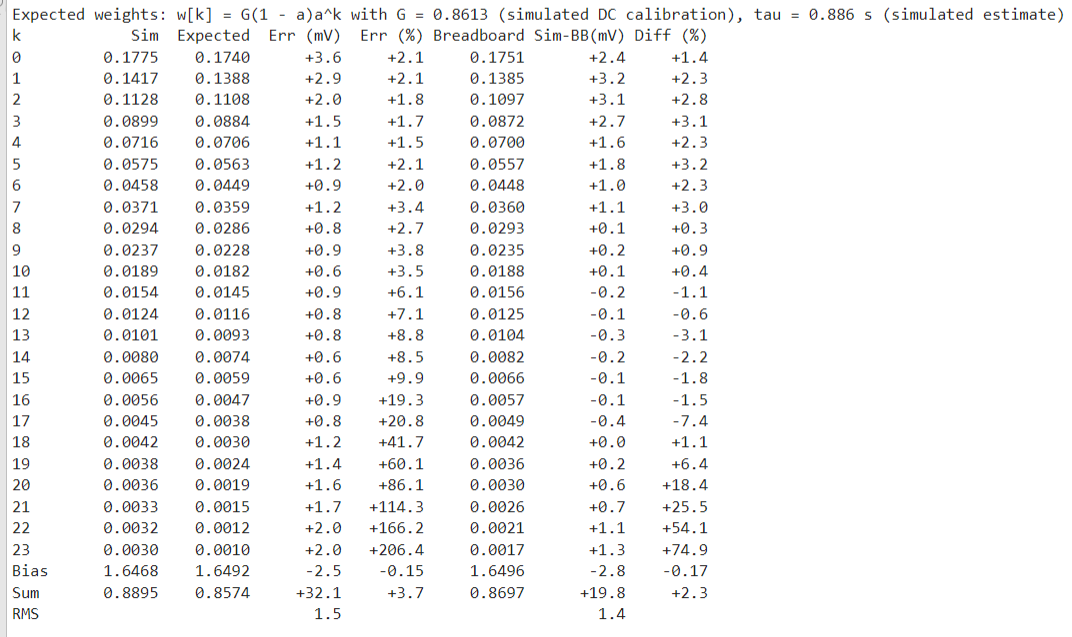 Expected weights: w[k] = G(1 - a)a^k with G = 0.8613 (simulated DC calibration), tau = 0.886 s (simulated estimate)
k Sim Expected Err (mV) Err (%) Breadboard Sim-BB(mV) Diff (%)
0 0.1775 0.1740 +3.6 +2.1 0.1751 +2.4 +1.4
1 0.1417 0.1388 +2.9 +2.1 0.1385 +3.2 +2.3
2 0.1128 0.1108 +2.0 +1.8 0.1097 +3.1 +2.8
3 0.0899 0.0884 +1.5 +1.7 0.0872 +2.7 +3.1
4 0.0716 0.0706 +1.1 +1.5 0.0700 +1.6 +2.3
5 0.0575 0.0563 +1.2 +2.1 0.0557 +1.8 +3.2
6 0.0458 0.0449 +0.9 +2.0 0.0448 +1.0 +2.3
7 0.0371 0.0359 +1.2 +3.4 0.0360 +1.1 +3.0
8 0.0294 0.0286 +0.8 +2.7 0.0293 +0.1 +0.3
9 0.0237 0.0228 +0.9 +3.8 0.0235 +0.2 +0.9
10 0.0189 0.0182 +0.6 +3.5 0.0188 +0.1 +0.4
11 0.0154 0.0145 +0.9 +6.1 0.0156 -0.2 -1.1
12 0.0124 0.0116 +0.8 +7.1 0.0125 -0.1 -0.6
13 0.0101 0.0093 +0.8 +8.8 0.0104 -0.3 -3.1
14 0.0080 0.0074 +0.6 +8.5 0.0082 -0.2 -2.2
15 0.0065 0.0059 +0.6 +9.9 0.0066 -0.1 -1.8
16 0.0056 0.0047 +0.9 +19.3 0.0057 -0.1 -1.5
17 0.0045 0.0038 +0.8 +20.8 0.0049 -0.4 -7.4
18 0.0042 0.0030 +1.2 +41.7 0.0042 +0.0 +1.1
19 0.0038 0.0024 +1.4 +60.1 0.0036 +0.2 +6.4
20 0.0036 0.0019 +1.6 +86.1 0.0030 +0.6 +18.4
21 0.0033 0.0015 +1.7 +114.3 0.0026 +0.7 +25.5
22 0.0032 0.0012 +2.0 +166.2 0.0021 +1.1 +54.1
23 0.0030 0.0010 +2.0 +206.4 0.0017 +1.3 +74.9
Bias 1.6468 1.6492 -2.5 -0.15 1.6496 -2.8 -0.17
Sum 0.8895 0.8574 +32.1 +3.7 0.8697 +19.8 +2.3
RMS 1.5 1.4